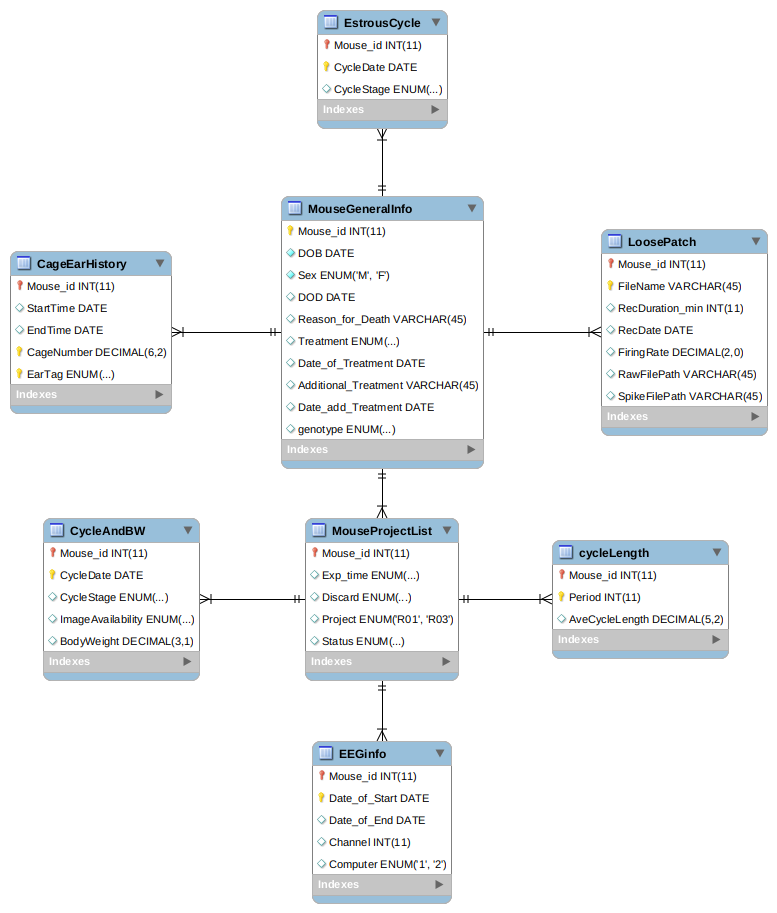 EstrousCycle
Mouse_id INT(11)
CycleDate DATE
CycleStage ENUM(...)
Indexes
MouseGeneralInfo
Mouse_id INT(11)
DOB DATE
Sex ENUM('M', 'F')
DOD DATE
Reason_for_Death VARCHAR(45)
Treatment ENUM(...)
Date_of_Treatment DATE
Additional_Treatment VARCHAR(45)
Date_add_Treatment DATE
genotype ENUM(...)
Indexes
CageEarHistory
Mouse_id INT(11)
StartTime DATE
EndTime DATE
CageNumber DECIMAL(6,2)
EarTag ENUM(...)
Indexes
LoosePatch
Mouse_id INT(11)
FileName VARCHAR(45)
RecDuration_min INT(11)
RecDate DATE
FiringRate DECIMAL(2,0)
RawFilePath VARCHAR(45)
SpikeFilePath VARCHAR(45)
Indexes
CycleAndBW
Mouse_id INT(11)
CycleDate DATE
CycleStage ENUM(...)
ImageAvailability ENUM(...)
BodyWeight DECIMAL(3,1)
Indexes
MouseProjectList
Mouse_id INT(11)
Exp_time ENUM(...)
Discard ENUM(...)
Project ENUM('R01', 'R03')
Status ENUM(...)
Indexes
cycleLength
Mouse_id INT(11)
Period INT(11)
AveCycleLength DECIMAL(5,2)
Indexes
EEGinfo
Mouse_id INT(11)
Date_of_Start DATE
Date_of_End DATE
Channel INT(11)
Computer ENUM('1', '2')
Indexes